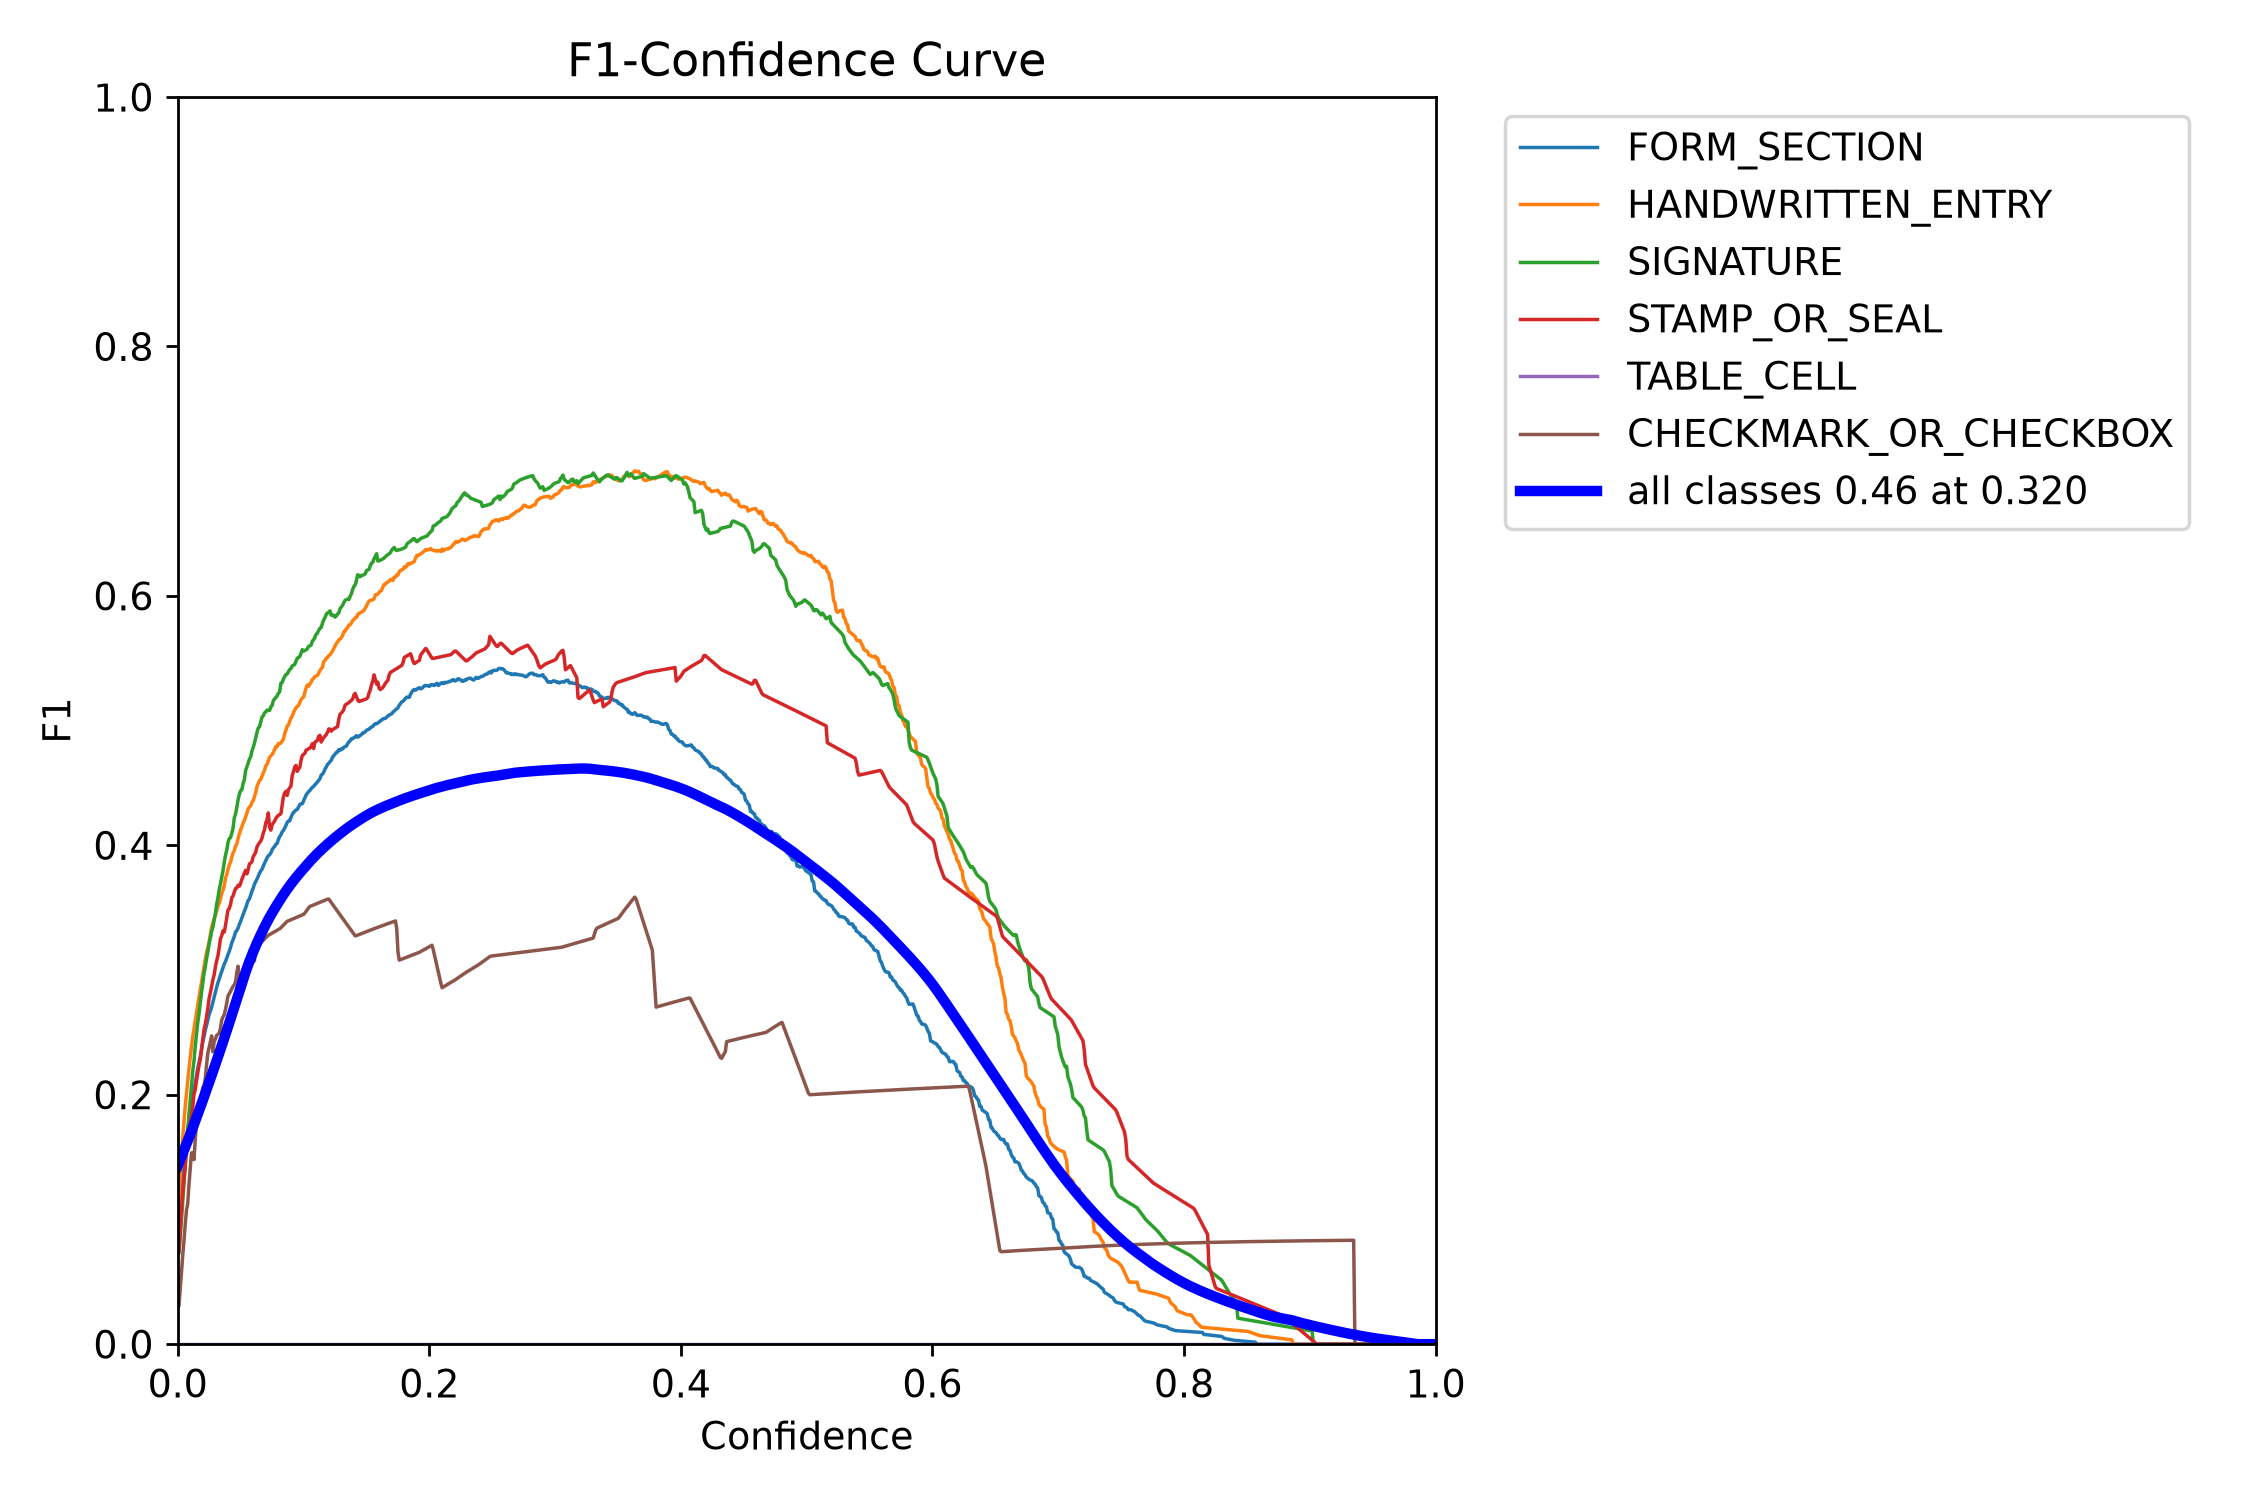 F1-Confidence Curve
1.0
0.8
0.6
0.4
0.2
0.0
F1
0.0 0.2 0.4 0.6 0.8 1.0
Confidence
FORM_SECTION
HANDWRITTEN_ENTRY
SIGNATURE
STAMP_OR_SEAL
TABLE_CELL
CHECKMARK_OR_CHECKBOX
all classes 0.46 at 0.320